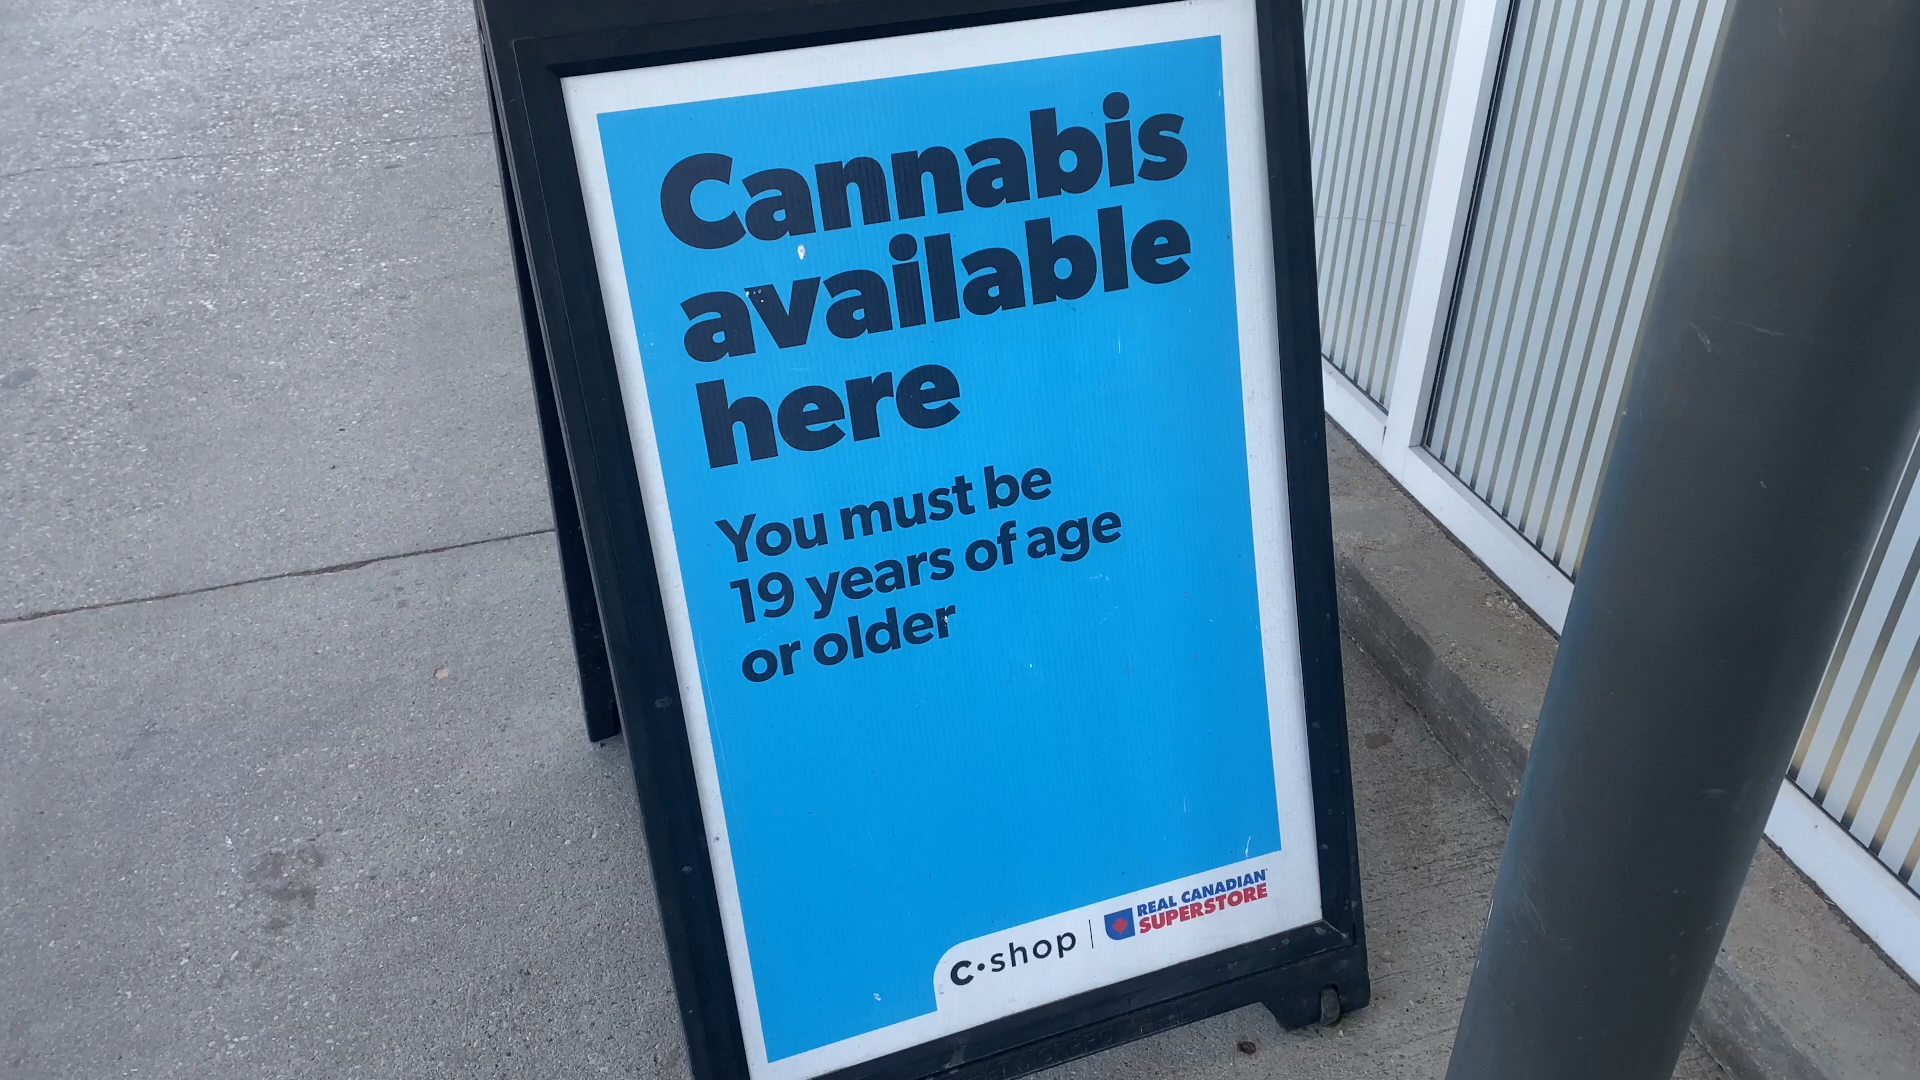 Cannabis
available
here
You must be
19 years of age
or older
c·shop
REAL CANADIAN
SUPERSTORE